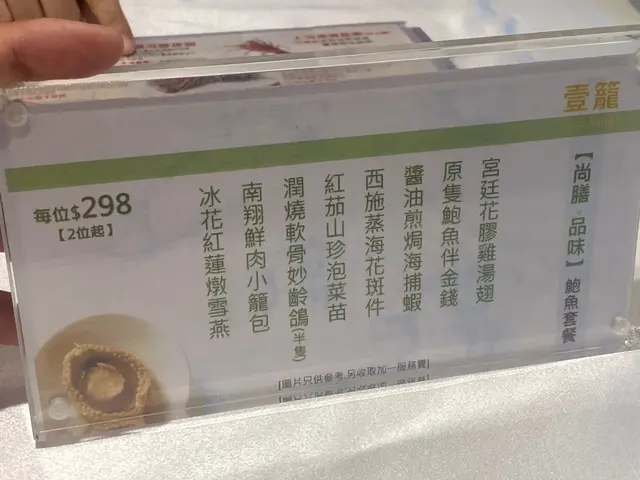 壹籠
【尚膳·品味】鮑魚套餐
宮廷花膠雞湯翅
原隻鮑魚伴金錢
醬油煎焗海捕蝦
西施蒸海花斑件
紅茄山珍泡菜苗
潤燒軟骨妙齡鴿(半隻)
南翔鮮肉小籠包
冰花紅蓮燉雪燕
每位$298
【2位起】
[圖片只供參考,另收取加一服務費]